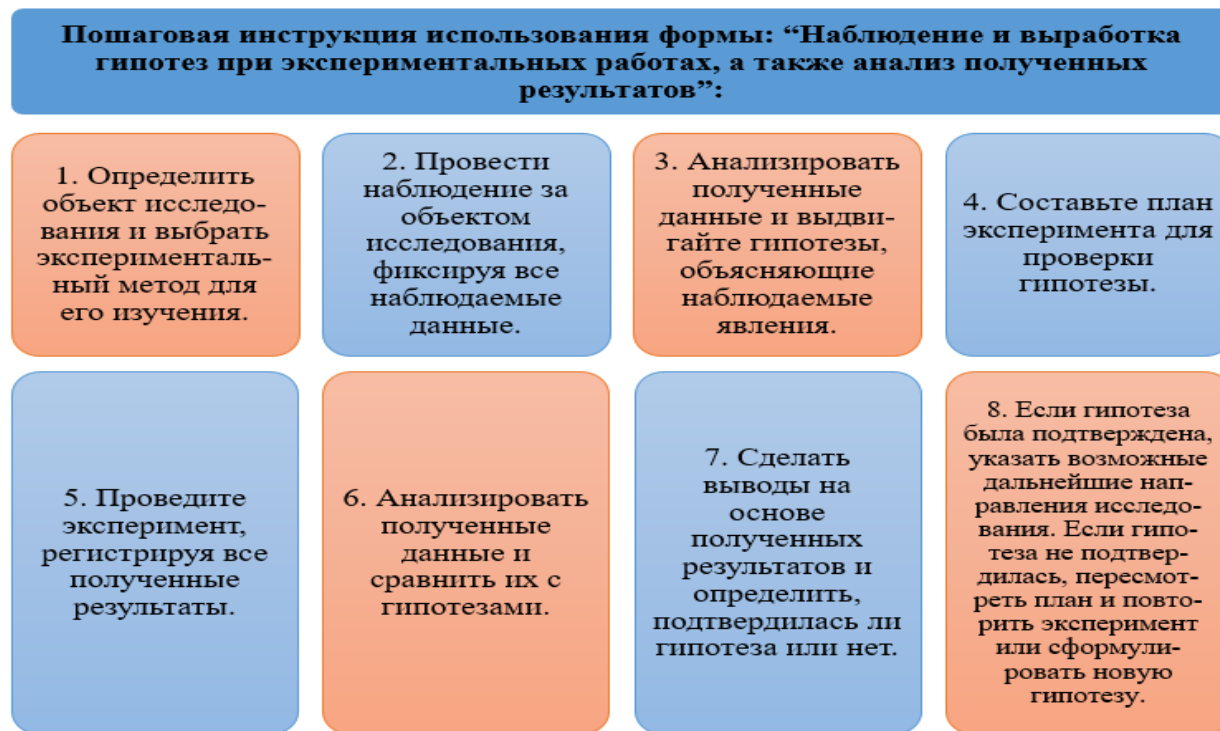 Пошаговая инструкция использования формы: “Наблюдение и выработка
гипотез при экспериментальных работах, а также анализ полученных
результатов”:
1. Определить
объект исследо-
вания и выбрать
эксперименталь-
ный метод для
его изучения.
2. Провести
наблюдение за
объектом
исследования,
фиксируя все
наблюдаемые
данные.
3. Анализировать
полученные
данные и выдви-
гайте гипотезы,
объясняющие
наблюдаемые
явления.
4. Составьте план
эксперимента для
проверки
гипотезы.
5. Проведите
эксперимент,
регистрируя все
полученные
результаты.
6. Анализировать
полученные
данные и
сравнить их с
гипотезами.
7. Сделать
выводы на
основе
полученных
результатов и
определить,
подтвердилась ли
гипотеза или нет.
8. Если гипотеза
была подтверждена,
указать возможные
дальнейшие нап-
равления исследо-
вания. Если гипо-
теза не подтвер-
дилась, пересмот-
реть план и повто-
рить эксперимент
или сформули-
ровать новую
гипотезу.